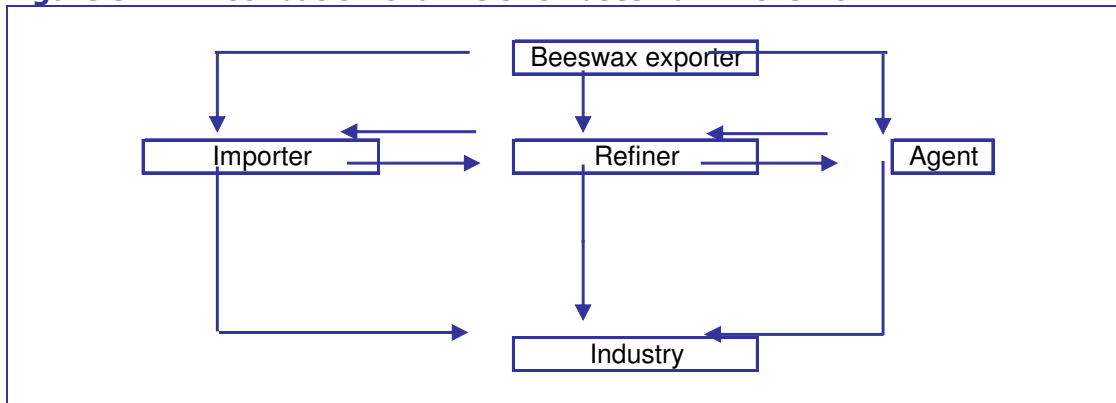 Beeswax exporter
Importer
Refiner
Agent
Industry